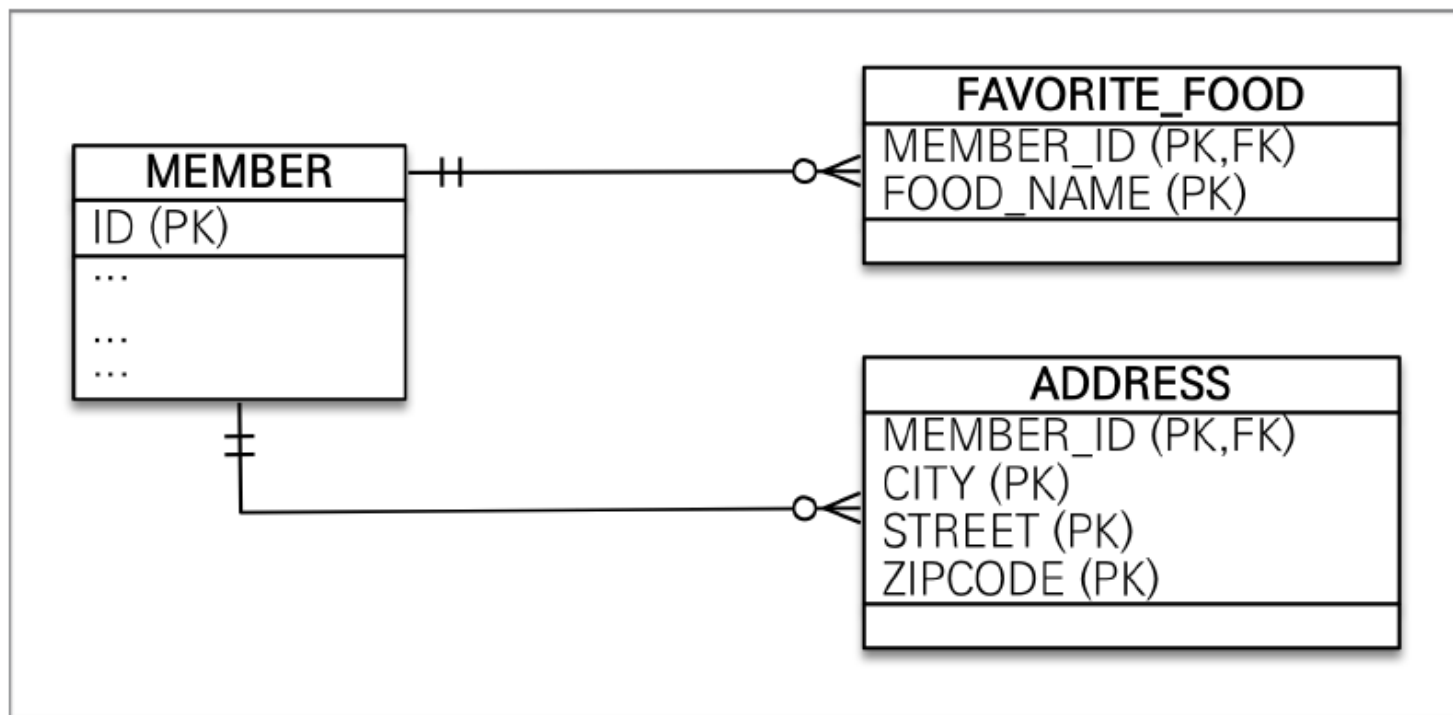 MEMBER
ID (PK)
...
...
...
FAVORITE_FOOD
MEMBER_ID (PK,FK)
FOOD_NAME (PK)
ADDRESS
MEMBER_ID (PK,FK)
CITY (PK)
STREET (PK)
ZIPCODE (PK)